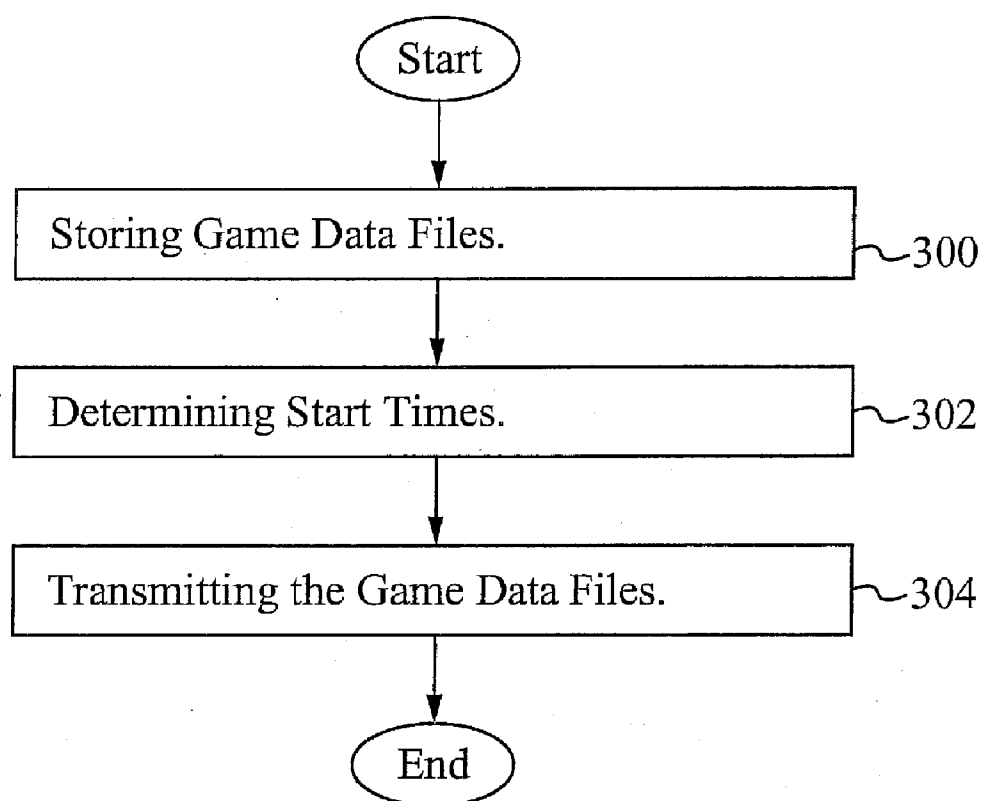 Start
Storing Game Data Files.
300
Determining Start Times.
302
Transmitting the Game Data Files.
304
End